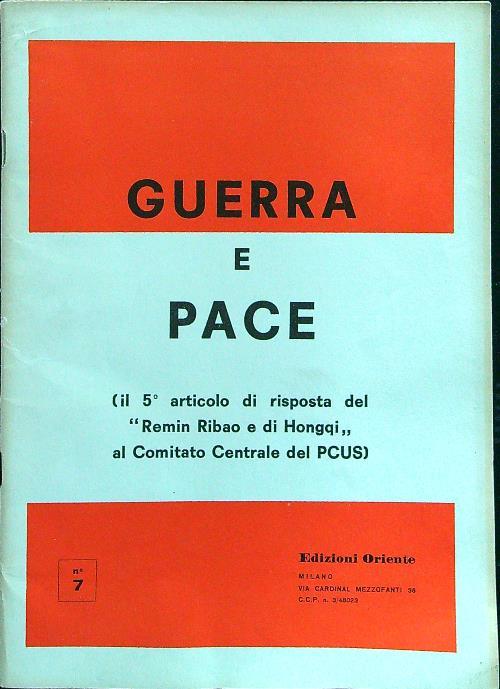 GUERRA
E
PACE
(il 5° articolo di risposta del
“Remin Ribao e di Hongqi„
al Comitato Centrale del PCUS)
n°
7
Edizioni Oriente
MILANO
VIA CARDINAL MEZZOFANTI 36
C.C.P. n. 3/48023